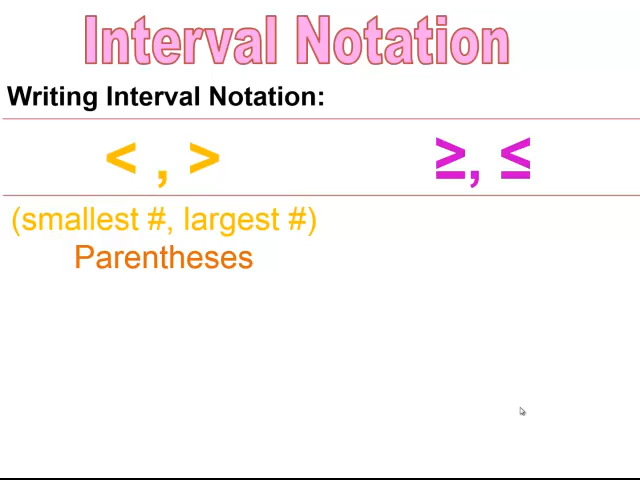 Interval Notation
Writing Interval Notation:
< , > ≥, ≤
(smallest #, largest #)
Parentheses